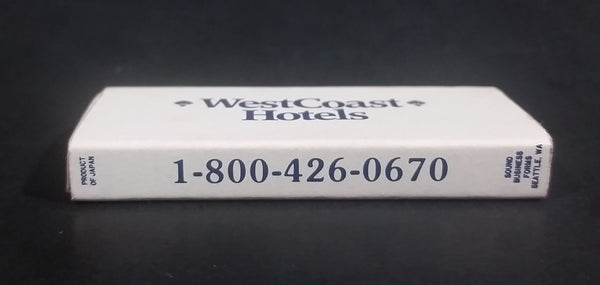 WestCoast
Hotels
PRODUCT
OF JAPAN
1-800-426-0670
SOUND
BUSINESS
FORMS
SEATTLE, WA